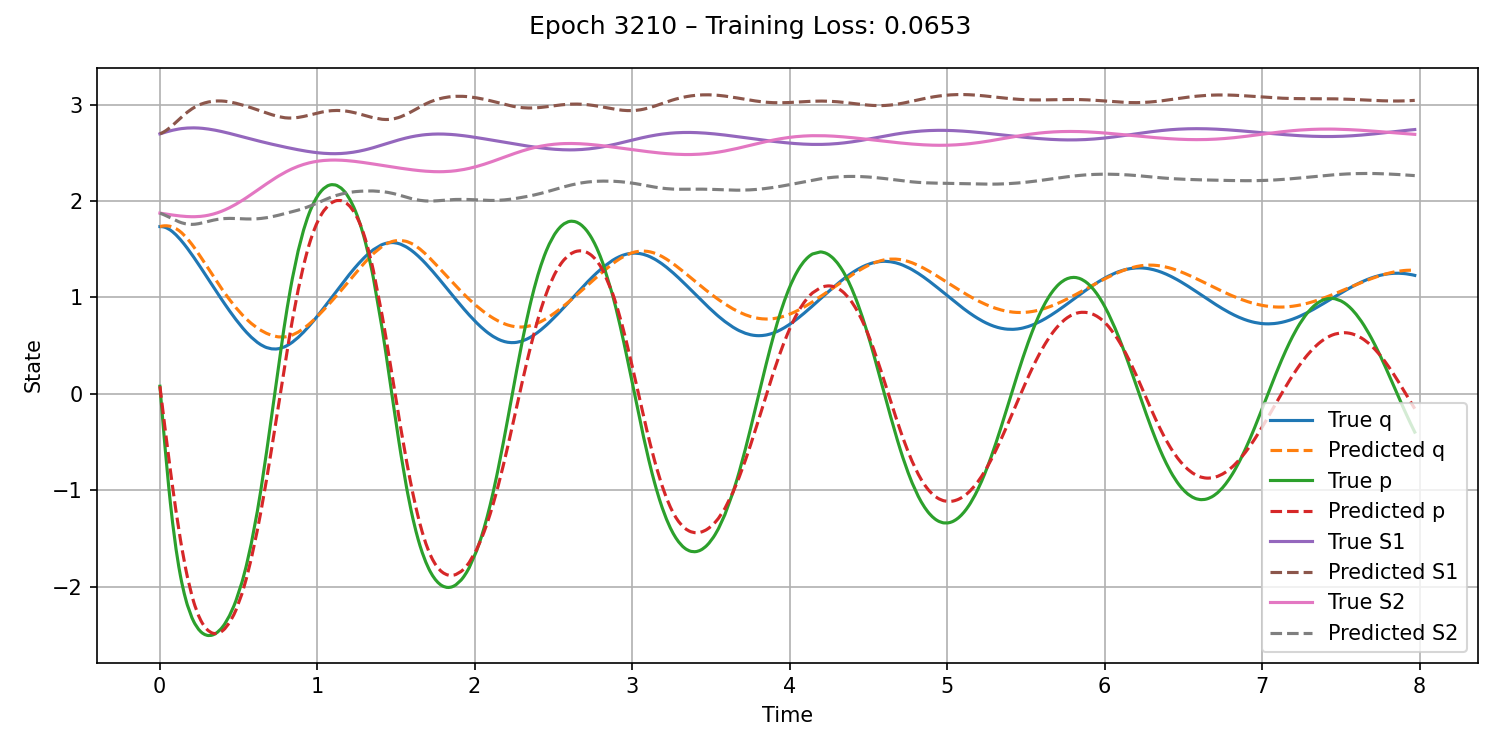 Epoch 3210 – Training Loss: 0.0653
State
3
2
1
0
−1
−2
0 1 2 3 4 5 6 7 8
Time
True q
Predicted q
True p
Predicted p
True S1
Predicted S1
True S2
Predicted S2